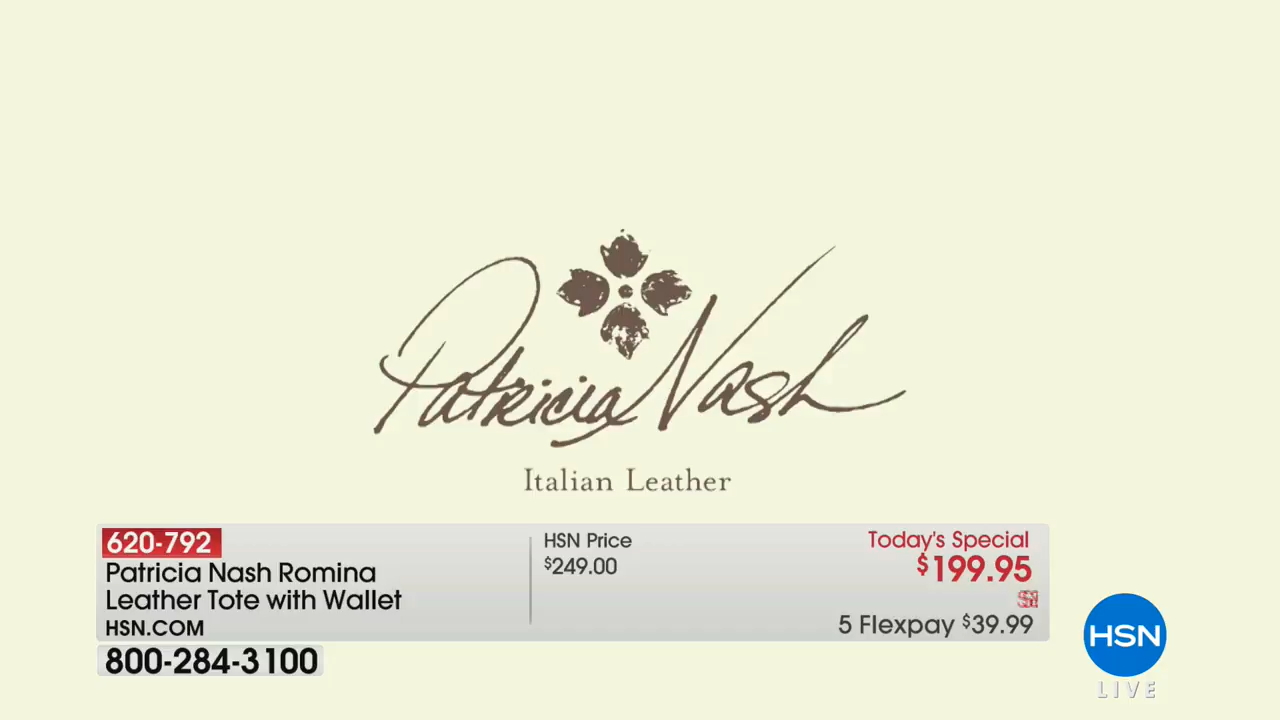 Patricia Nash
Italian Leather
620-792
Patricia Nash Romina
Leather Tote with Wallet
HSN.COM
800-284-3100
HSN Price
$249.00
Today's Special
$199.95
5 Flexpay $39.99
HSN
LIVE